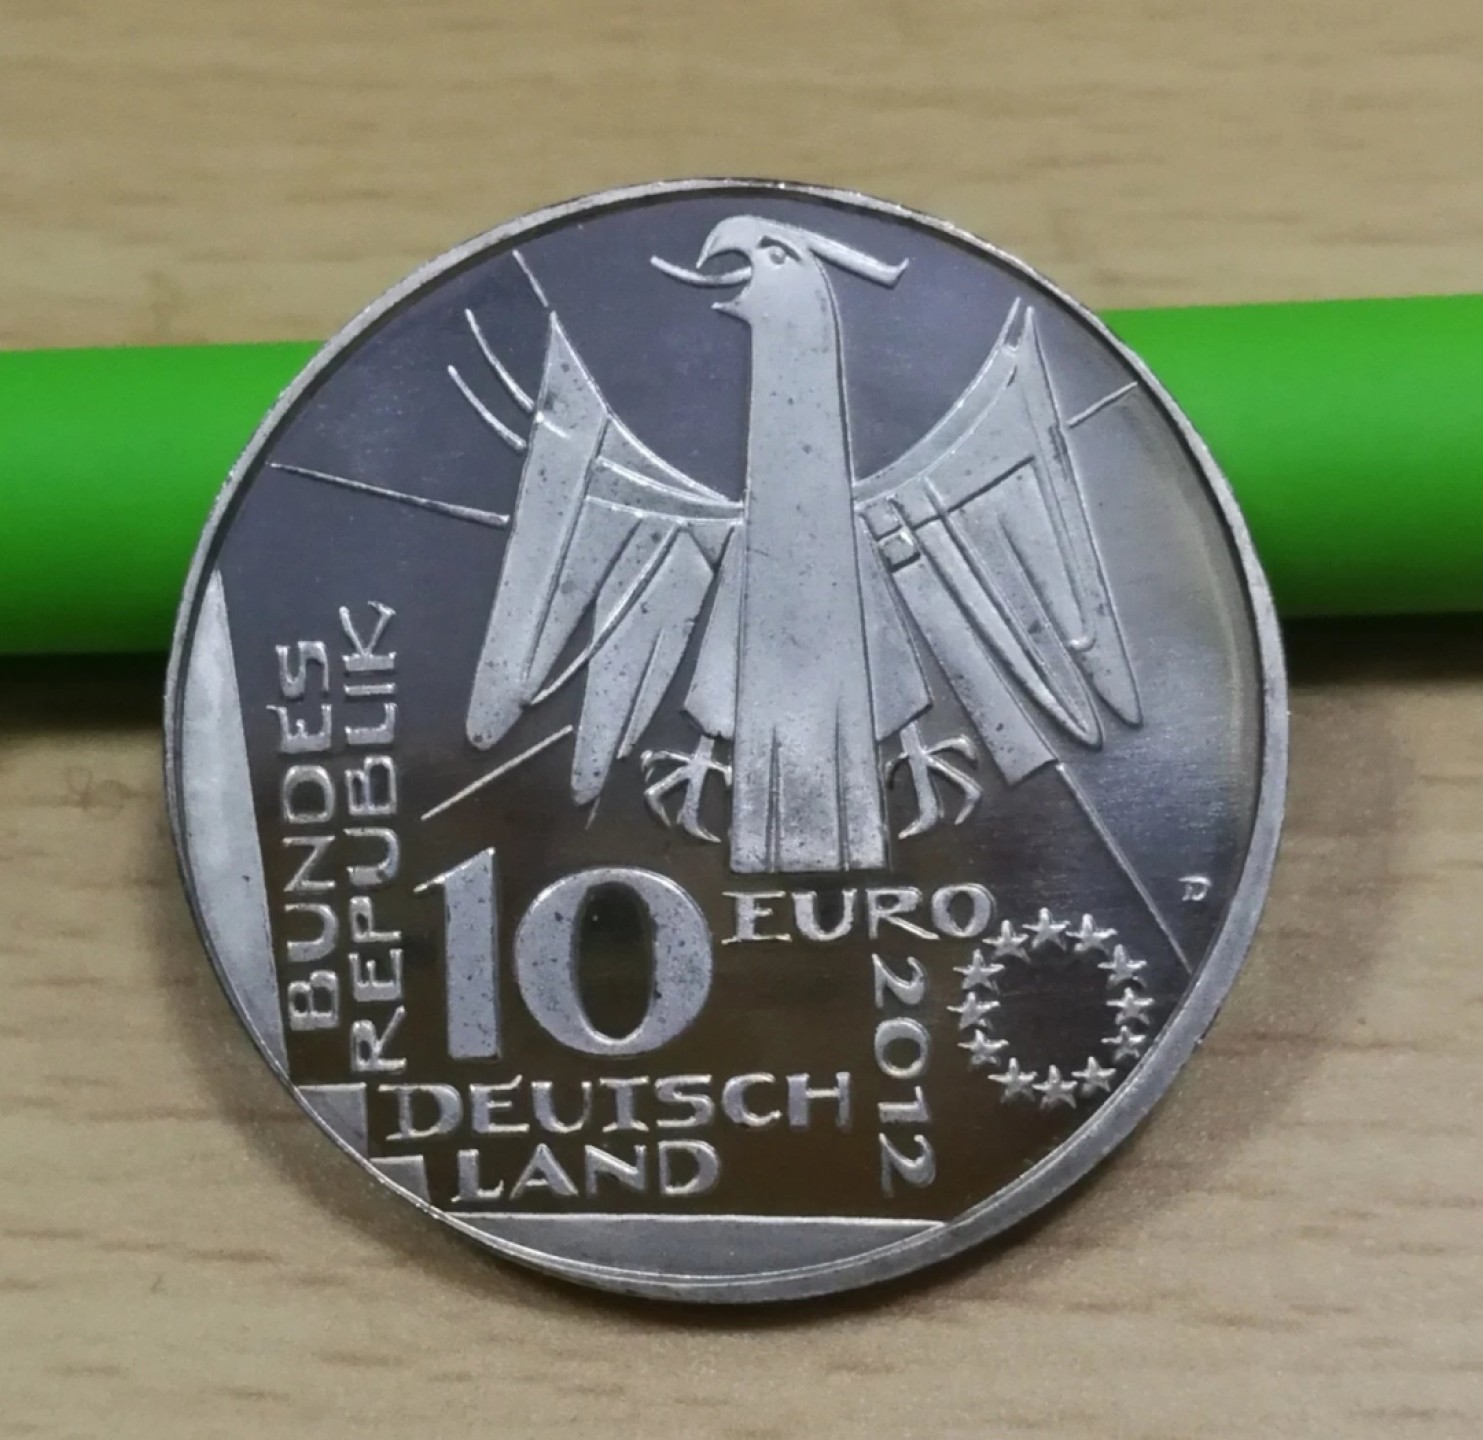 BUNDES
REPUBLIK
10 EURO
DEUTSCH
LAND
2012
D